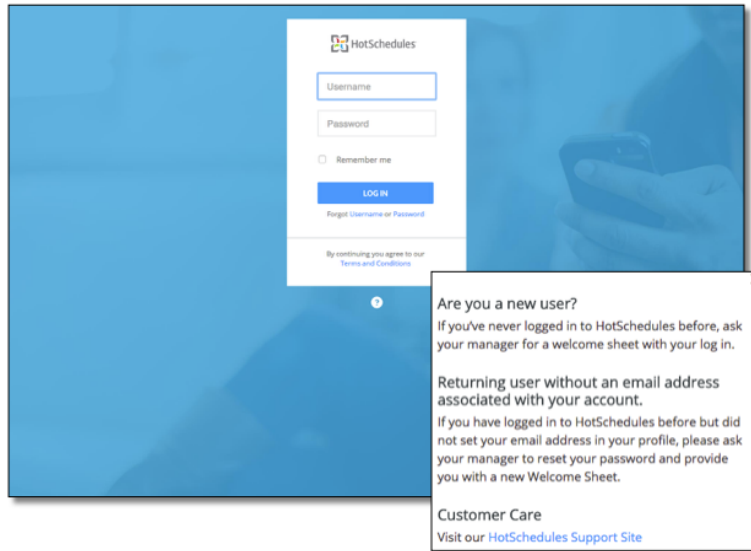 HotSchedules
Username
Password
Remember me
LOG IN
Forgot Username or Password
By continuing you agree to our
Terms and Conditions
?
Are you a new user?
If you've never logged in to HotSchedules before, ask
your manager for a welcome sheet with your log in.
Returning user without an email address
associated with your account.
If you have logged in to HotSchedules before but did
not set your email address in your profile, please ask
your manager to reset your password and provide
you with a new Welcome Sheet.
Customer Care
Visit our HotSchedules Support Site